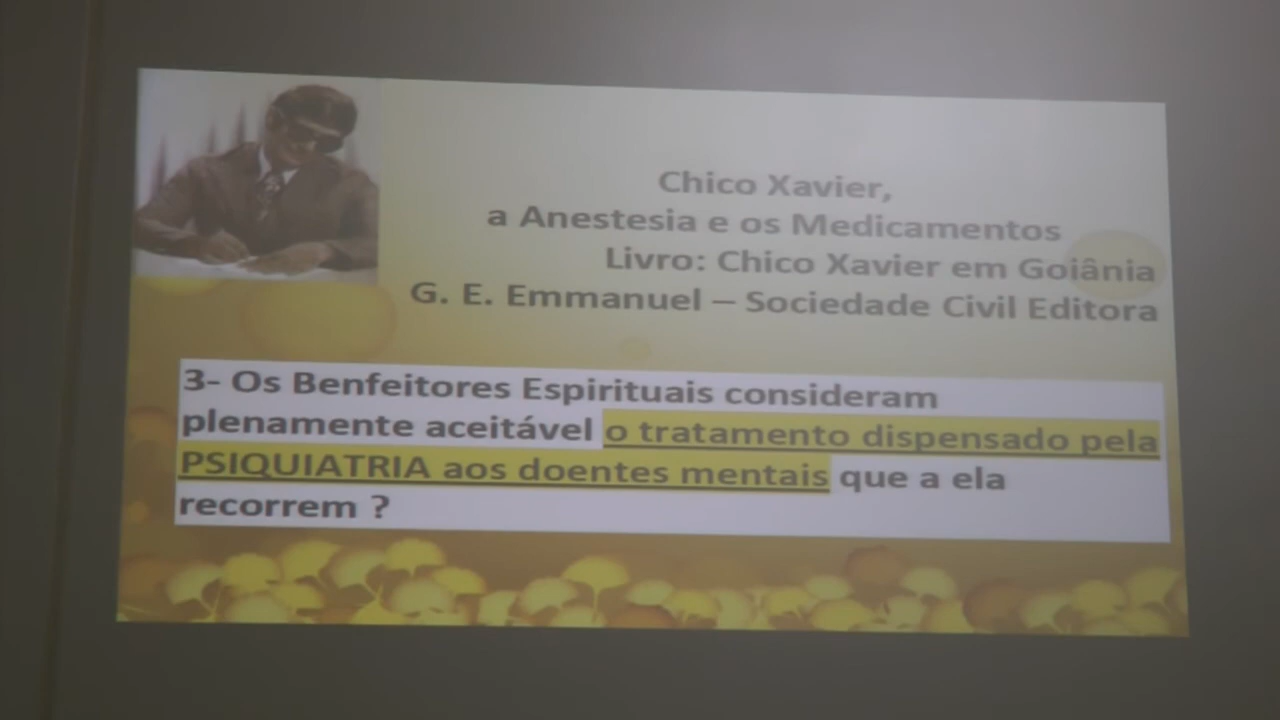 Chico Xavier,
a Anestesia e os Medicamentos
Livro: Chico Xavier em Goiânia
G. E. Emmanuel – Sociedade Civil Editora
3- Os Benfeitores Espirituais consideram
plenamente aceitável o tratamento dispensado pela
PSIQUIATRIA aos doentes mentais que a ela
recorrem ?